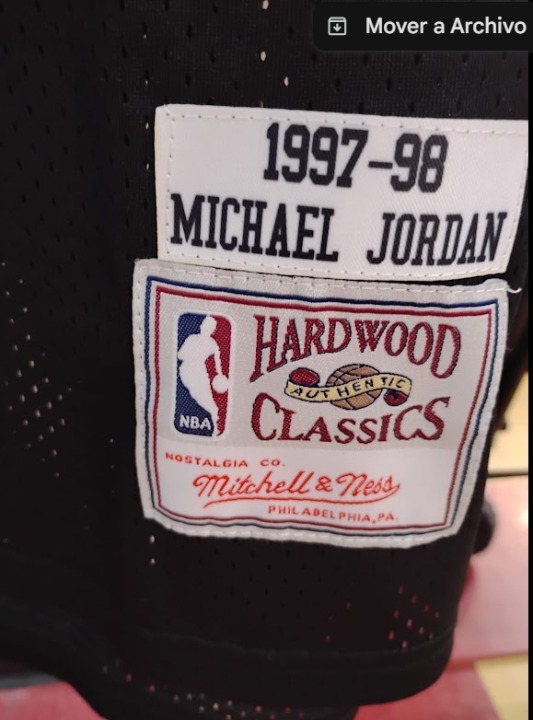 Mover a Archivo
1997-98
MICHAEL JORDAN
HARDWOOD
AUTHENTIC
CLASSICS
NBA
NOSTALGIA CO.
Mitchell & Ness
PHILADELPHIA, PA.